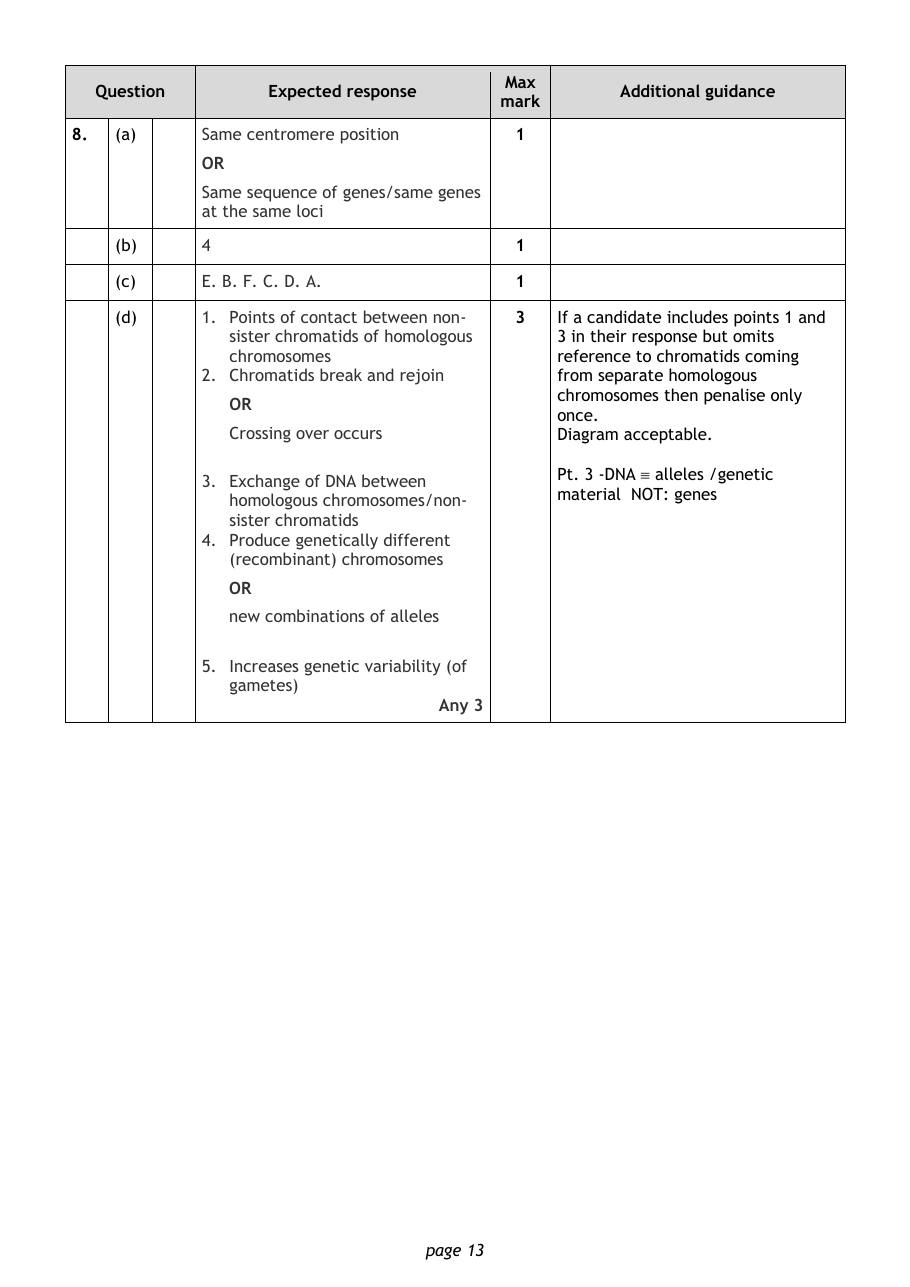 Question Expected response Max mark Additional guidance
8. (a) Same centromere position 1
OR
Same sequence of genes/same genes
at the same loci
(b) 4 1
(c) E. B. F. C. D. A. 1
(d) 1. Points of contact between non-
sister chromatids of homologous
chromosomes
2. Chromatids break and rejoin
OR
Crossing over occurs
3. Exchange of DNA between
homologous chromosomes/non-
sister chromatids
4. Produce genetically different
(recombinant) chromosomes
OR
new combinations of alleles
5. Increases genetic variability (of
gametes)
Any 3
3
If a candidate includes points 1 and
3 in their response but omits
reference to chromatids coming
from separate homologous
chromosomes then penalise only
once.
Diagram acceptable.
Pt. 3 -DNA ≡ alleles /genetic
material NOT: genes
page 13